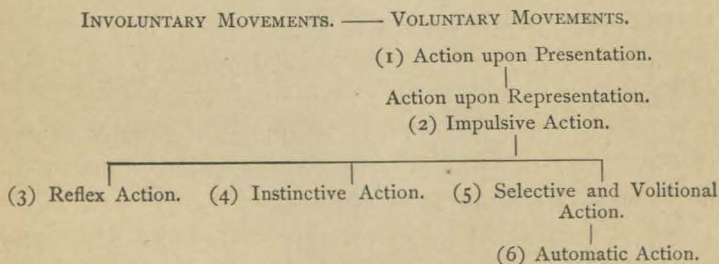 INVOLUNTARY MOVEMENTS. —— VOLUNTARY MOVEMENTS.
(1) Action upon Presentation.
Action upon Representation.
(2) Impulsive Action.
(3) Reflex Action. (4) Instinctive Action. (5) Selective and Volitional
Action.
(6) Automatic Action.